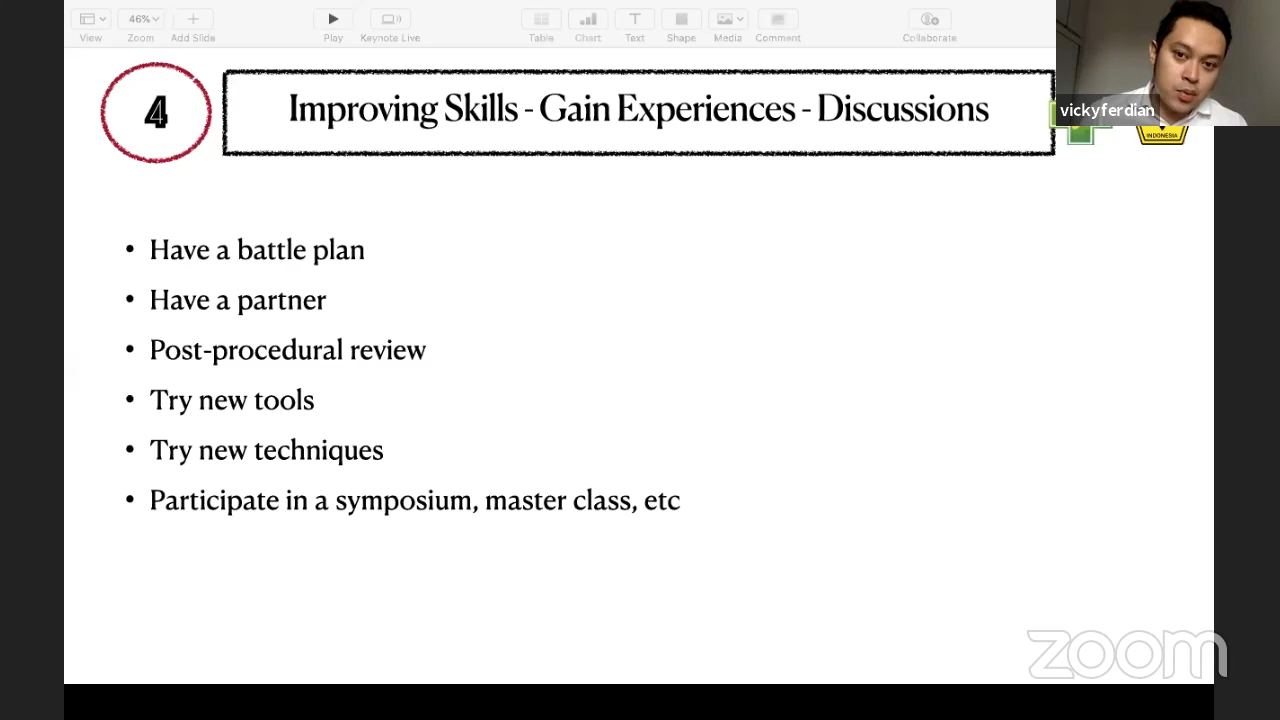 View
46%
Zoom
Add Slide
Play
Keynote Live
Table
Chart
Text
Shape
Media
Comment
Collaborate
vickyferdian
INDONESIA
4
Improving Skills - Gain Experiences - Discussions
• Have a battle plan
• Have a partner
• Post-procedural review
• Try new tools
• Try new techniques
• Participate in a symposium, master class, etc
zoom